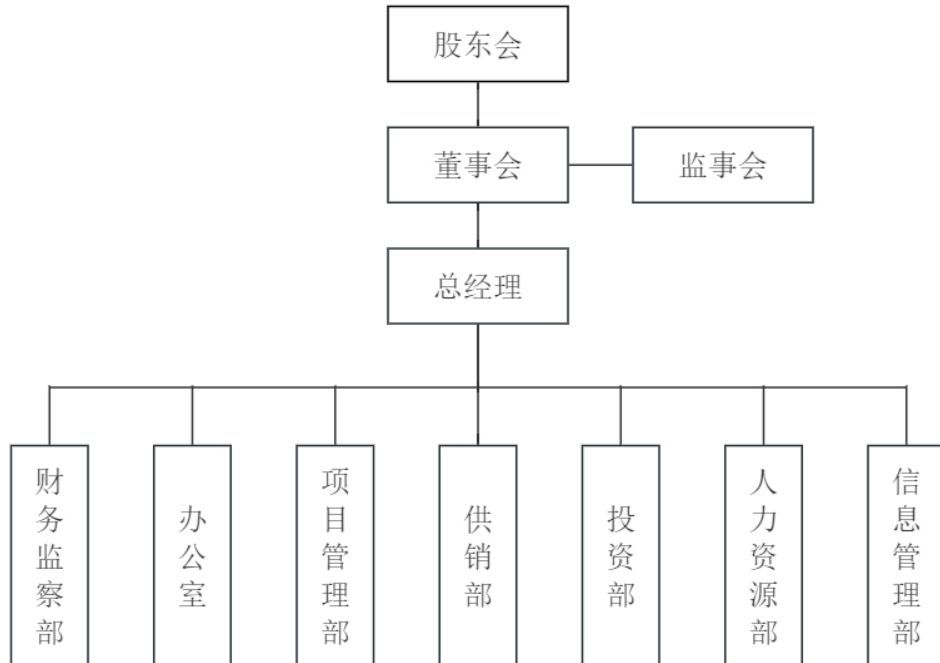 股东会
董事会
监事会
总经理
财务监察部
办公室
项目管理部
供销部
投资部
人力资源部
信息管理部